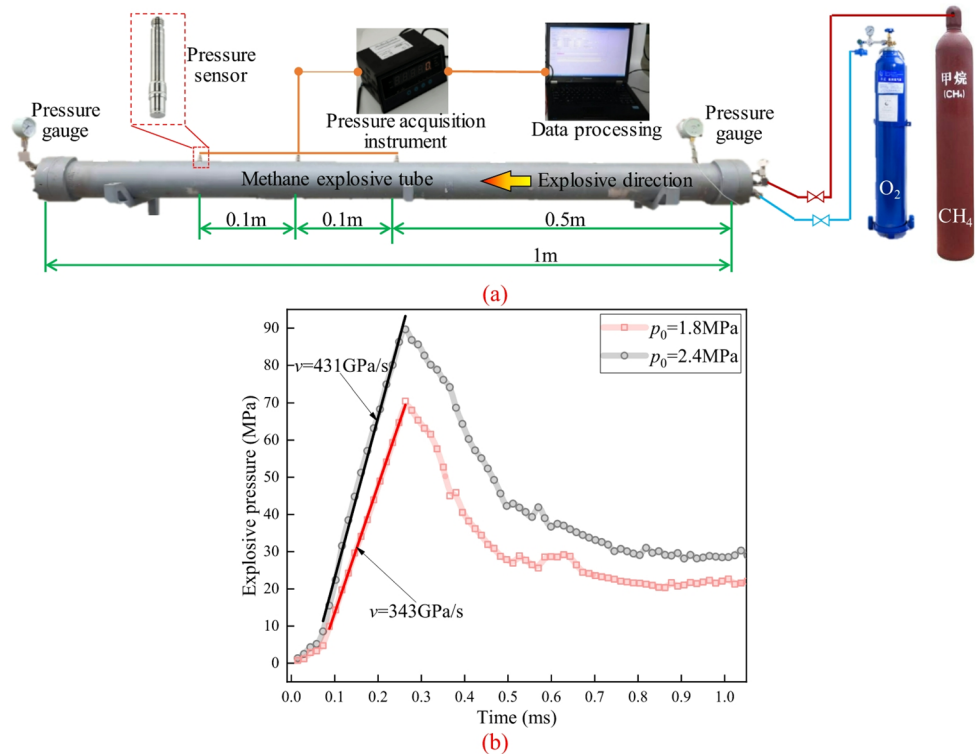 Pressure
sensor
Pressure
gauge
Pressure acquisition
instrument
Data processing
Pressure
gauge
甲烷
(CH₄)
O₂
CH₄
Methane explosive tube
Explosive direction
0.1m
0.1m
0.5m
1m
(a)
p₀=1.8MPa
p₀=2.4MPa
v=431GPa/s
v=343GPa/s
Explosive pressure (MPa)
90
80
70
60
50
40
30
20
10
0
0.0 0.1 0.2 0.3 0.4 0.5 0.6 0.7 0.8 0.9 1.0
Time (ms)
(b)